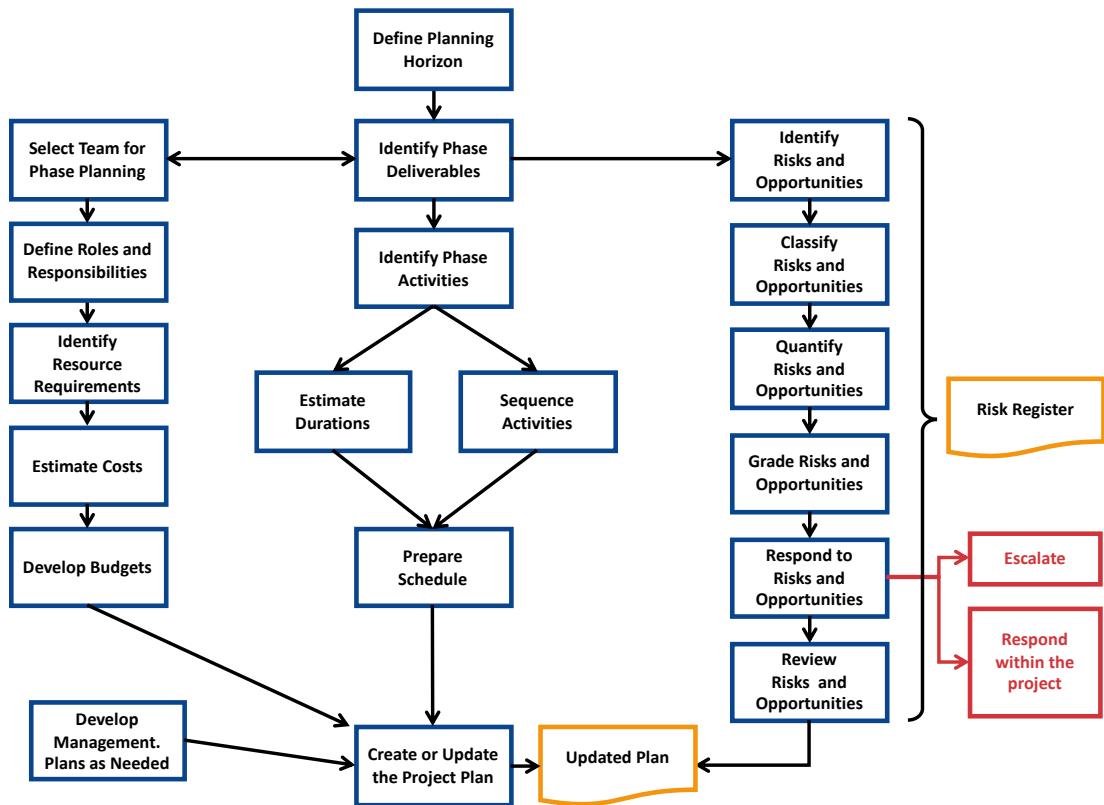 Define Planning
Horizon
Select Team for
Phase Planning
Identify Phase
Deliverables
Identify
Risks and
Opportunities
Define Roles and
Responsibilities
Identify Phase
Activities
Classify
Risks and
Opportunities
Identify
Resource
Requirements
Estimate
Durations
Sequence
Activities
Quantify
Risks and
Opportunities
Risk Register
Estimate Costs
Grade Risks and
Opportunities
Develop Budgets
Prepare
Schedule
Respond to
Risks and
Opportunities
Escalate
Respond
within the
project
Review
Risks and
Opportunities
Develop
Management.
Plans as Needed
Create or Update
the Project Plan
Updated Plan